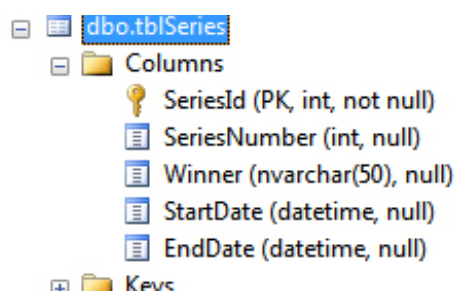 dbo.tblSeries
Columns
SeriesId (PK, int, not null)
SeriesNumber (int, null)
Winner (nvarchar(50), null)
StartDate (datetime, null)
EndDate (datetime, null)
Keys